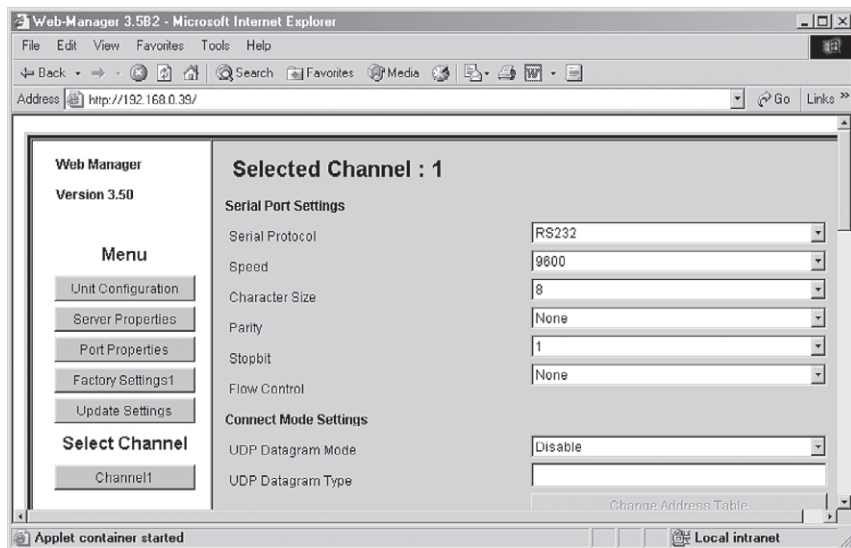 Web-Manager 3.5B2 - Microsoft Internet Explorer
File Edit View Favorites Tools Help
Back Search Favorites Media W
Address http://192.168.0.39/ Go Links »
Web Manager
Version 3.50
Menu
Unit Configuration
Server Properties
Port Properties
Factory Settings1
Update Settings
Select Channel
Channel1
Selected Channel : 1
Serial Port Settings
Serial Protocol RS232
Speed 9600
Character Size 8
Parity None
Stopbit 1
Flow Control None
Connect Mode Settings
UDP Datagram Mode Disable
UDP Datagram Type
Change Address Table
Applet container started Local intranet